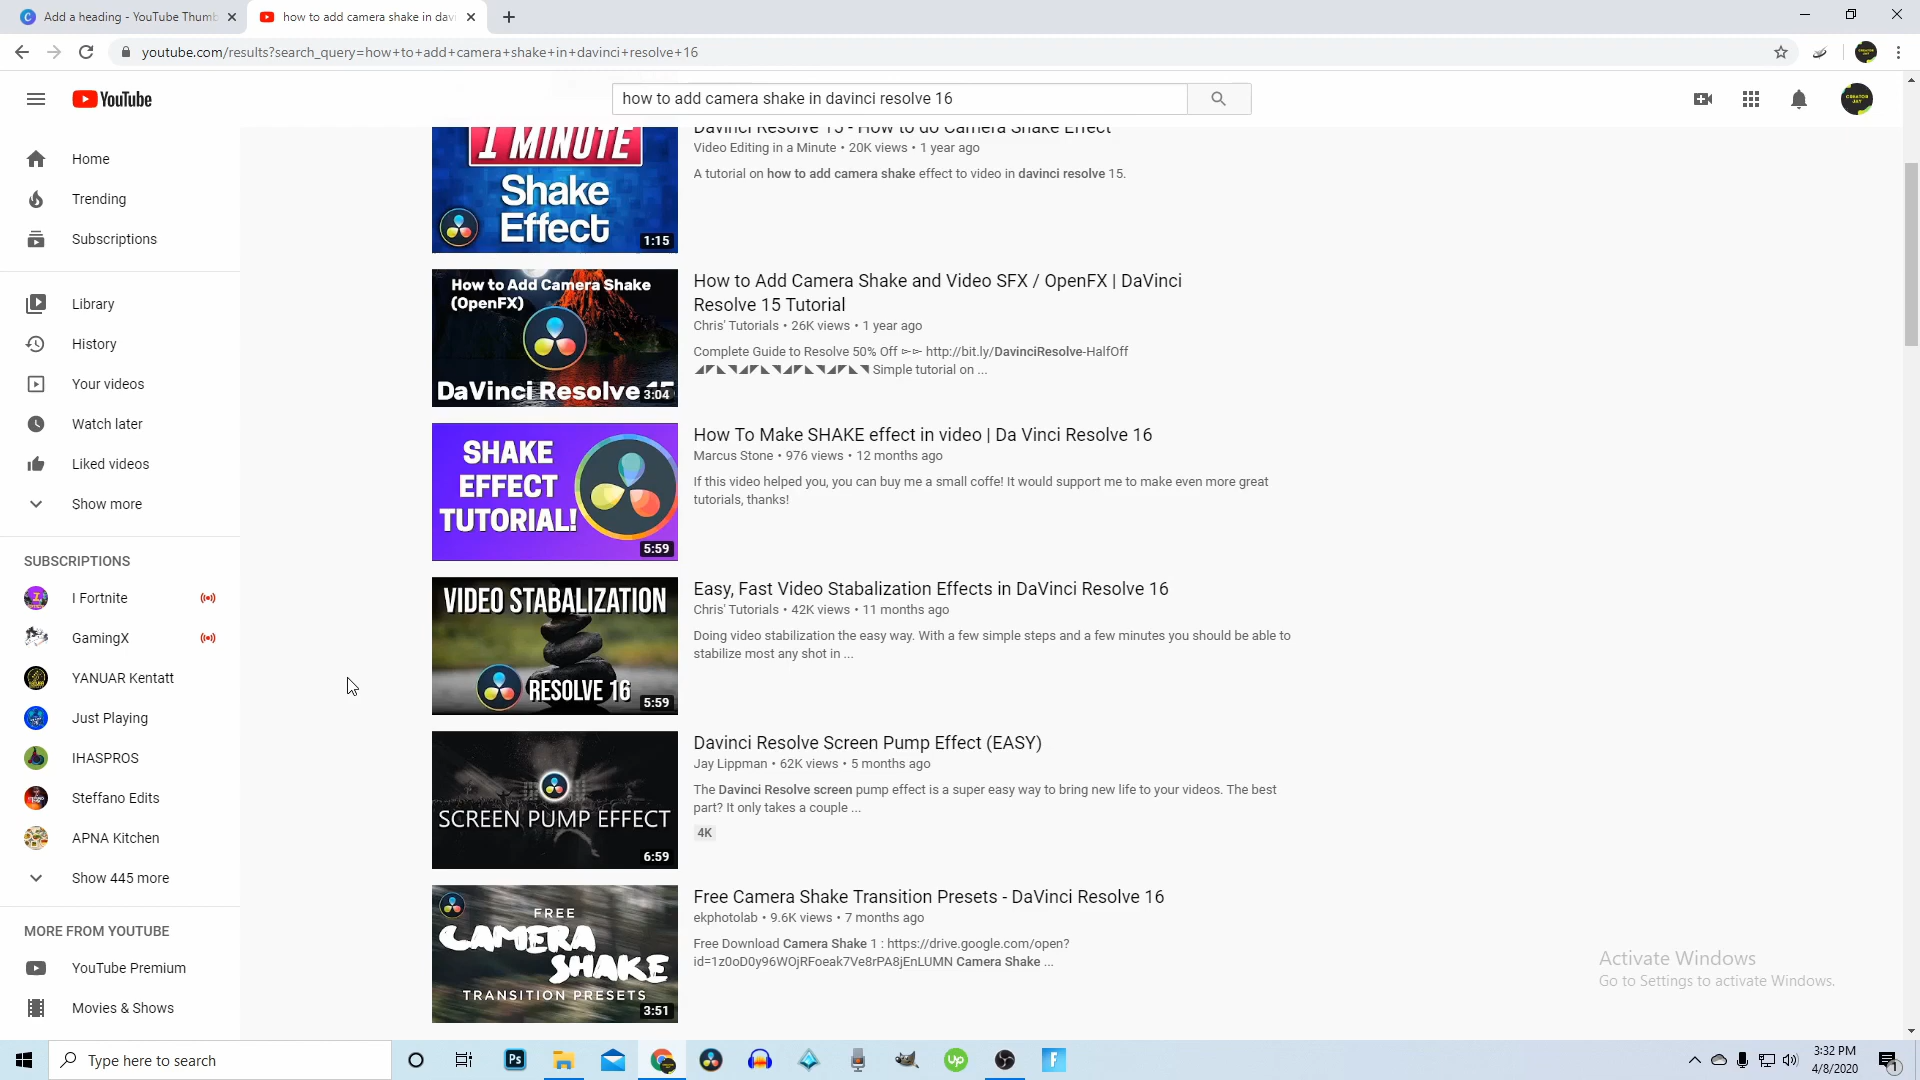 Add a heading - YouTube Thumb
how to add camera shake in dav
youtube.com/results?search_query=how+to+add+camera+shake+in+davinci+resolve+16
YouTube
how to add camera shake in davinci resolve 16
CREATOR
JAY
Home
Trending
Subscriptions
Library
History
Your videos
Watch later
Liked videos
Show more
SUBSCRIPTIONS
I Fortnite
GamingX
YANUAR Kentatt
Just Playing
IHASPROS
Steffano Edits
APNA Kitchen
Show 445 more
MORE FROM YOUTUBE
YouTube Premium
Movies & Shows
1 MINUTE
Shake
Effect
1:15
Davinci Resolve 15 - How to do Camera Shake Effect
Video Editing in a Minute • 20K views • 1 year ago
A tutorial on how to add camera shake effect to video in davinci resolve 15.
How to Add Camera Shake
(OpenFX)
DaVinci Resolve 15
3:04
How to Add Camera Shake and Video SFX / OpenFX | DaVinci
Resolve 15 Tutorial
Chris' Tutorials • 26K views • 1 year ago
Complete Guide to Resolve 50% Off ►► http://bit.ly/DavinciResolve-HalfOff
◢◤◣◥◢◤◣◥◢◤◣◥◢◤◣◥ Simple tutorial on ...
SHAKE
EFFECT
TUTORIAL!
5:59
How To Make SHAKE effect in video | Da Vinci Resolve 16
Marcus Stone • 976 views • 12 months ago
If this video helped you, you can buy me a small coffe! It would support me to make even more great
tutorials, thanks!
VIDEO STABALIZATION
RESOLVE 16
5:59
Easy, Fast Video Stabalization Effects in DaVinci Resolve 16
Chris' Tutorials • 42K views • 11 months ago
Doing video stabilization the easy way. With a few simple steps and a few minutes you should be able to
stabilize most any shot in ...
SCREEN PUMP EFFECT
6:59
Davinci Resolve Screen Pump Effect (EASY)
Jay Lippman • 62K views • 5 months ago
The Davinci Resolve screen pump effect is a super easy way to bring new life to your videos. The best
part? It only takes a couple ...
4K
FREE
CAMERA
SHAKE
TRANSITION PRESETS
3:51
Free Camera Shake Transition Presets - DaVinci Resolve 16
ekphotolab • 9.6K views • 7 months ago
Free Download Camera Shake 1 : https://drive.google.com/open?
id=1z0oD0y96WOjRFoeak7Ve8rPA8jEnLUMN Camera Shake ...
Activate Windows
Go to Settings to activate Windows.
Type here to search
Ps
Up
F
3:32 PM
4/8/2020
1